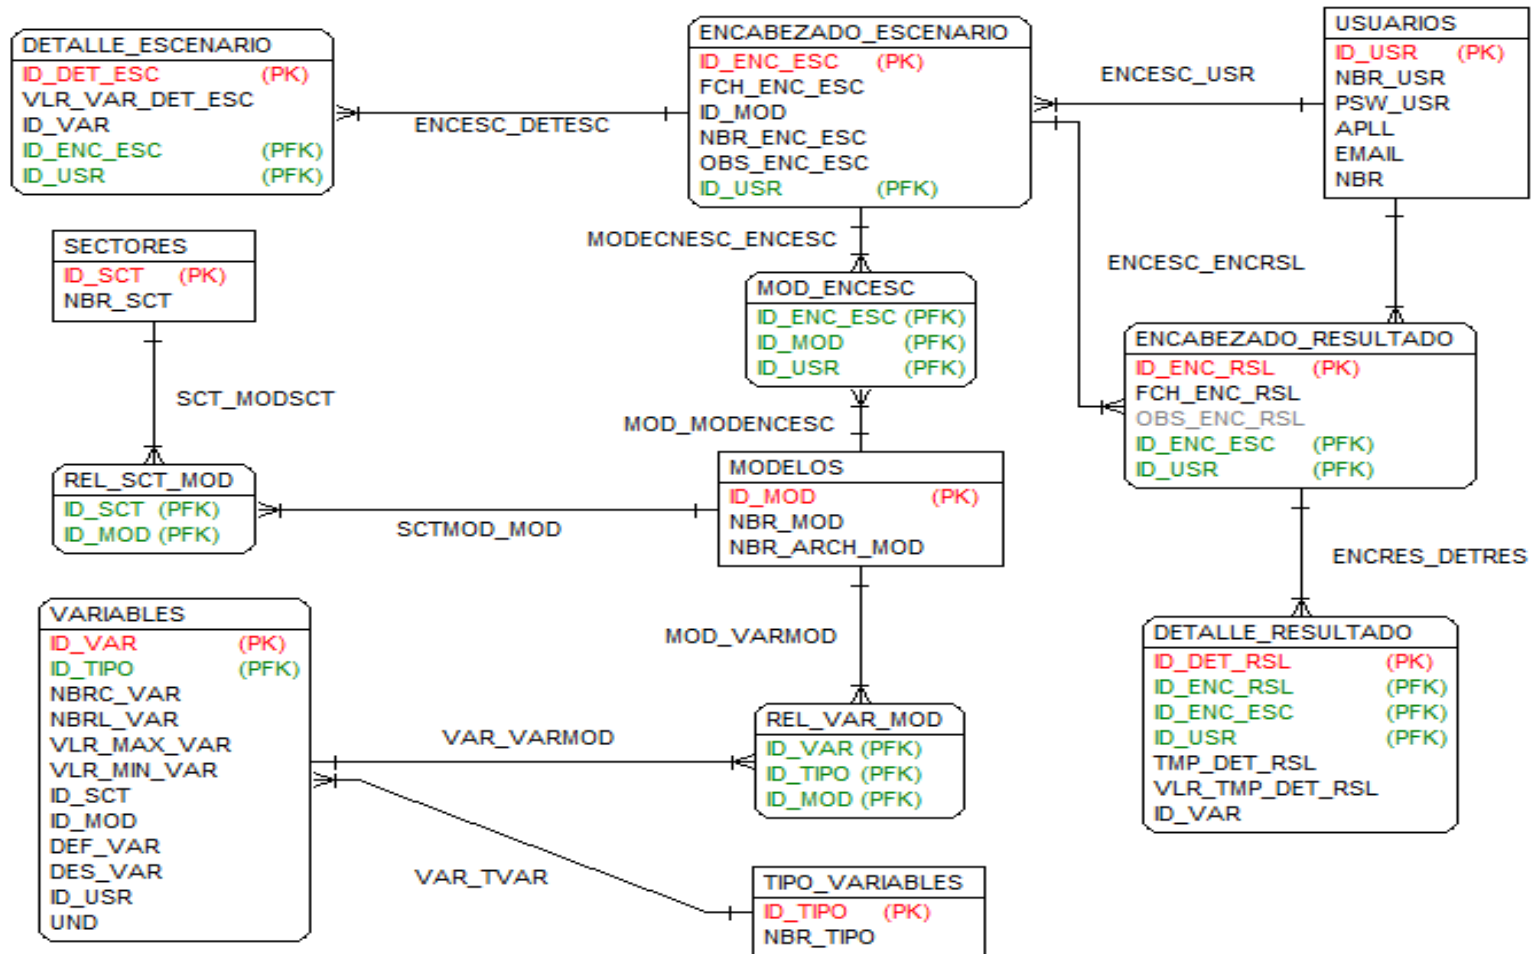 DETALLE_ESCENARIO
ID_DET_ESC (PK)
VLR_VAR_DET_ESC
ID_VAR
ID_ENC_ESC (PFK)
ID_USR (PFK)
ENCESC_DETESC
ENCABEZADO_ESCENARIO
ID_ENC_ESC (PK)
FCH_ENC_ESC
ID_MOD
NBR_ENC_ESC
OBS_ENC_ESC
ID_USR (PFK)
ENCESC_USR
USUARIOS
ID_USR (PK)
NBR_USR
PSW_USR
APLL
EMAIL
NBR
SECTORES
ID_SCT (PK)
NBR_SCT
MODECNESC_ENCESC
MOD_ENCESC
ID_ENC_ESC (PFK)
ID_MOD (PFK)
ID_USR (PFK)
ENCESC_ENCRSL
ENCABEZADO_RESULTADO
ID_ENC_RSL (PK)
FCH_ENC_RSL
OBS_ENC_RSL
ID_ENC_ESC (PFK)
ID_USR (PFK)
SCT_MODSCT
MOD_MODENCESC
REL_SCT_MOD
ID_SCT (PFK)
ID_MOD (PFK)
SCTMOD_MOD
MODELOS
ID_MOD (PK)
NBR_MOD
NBR_ARCH_MOD
ENCRES_DETRES
VARIABLES
ID_VAR (PK)
ID_TIPO (PFK)
NBRC_VAR
NBRL_VAR
VLR_MAX_VAR
VLR_MIN_VAR
ID_SCT
ID_MOD
DEF_VAR
DES_VAR
ID_USR
UND
MOD_VARMOD
VAR_VARMOD
REL_VAR_MOD
ID_VAR (PFK)
ID_TIPO (PFK)
ID_MOD (PFK)
DETALLE_RESULTADO
ID_DET_RSL (PK)
ID_ENC_RSL (PFK)
ID_ENC_ESC (PFK)
ID_USR (PFK)
TMP_DET_RSL
VLR_TMP_DET_RSL
ID_VAR
VAR_TVAR
TIPO_VARIABLES
ID_TIPO (PK)
NBR_TIPO